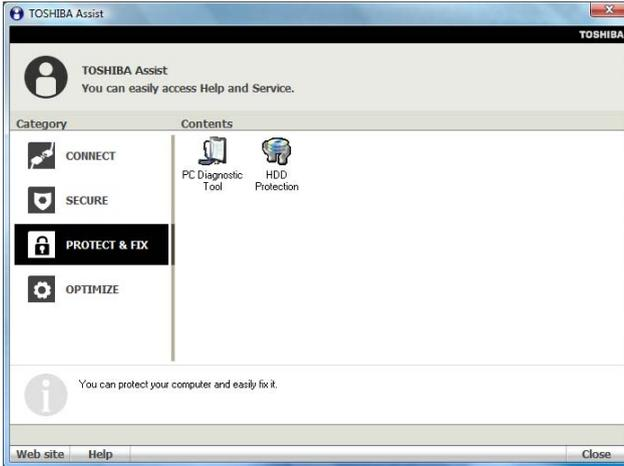 TOSHIBA Assist
TOSHIBA
TOSHIBA Assist
You can easily access Help and Service.
Category
Contents
CONNECT
SECURE
PROTECT & FIX
OPTIMIZE
PC Diagnostic
Tool
HDD
Protection
You can protect your computer and easily fix it.
Web site
Help
Close